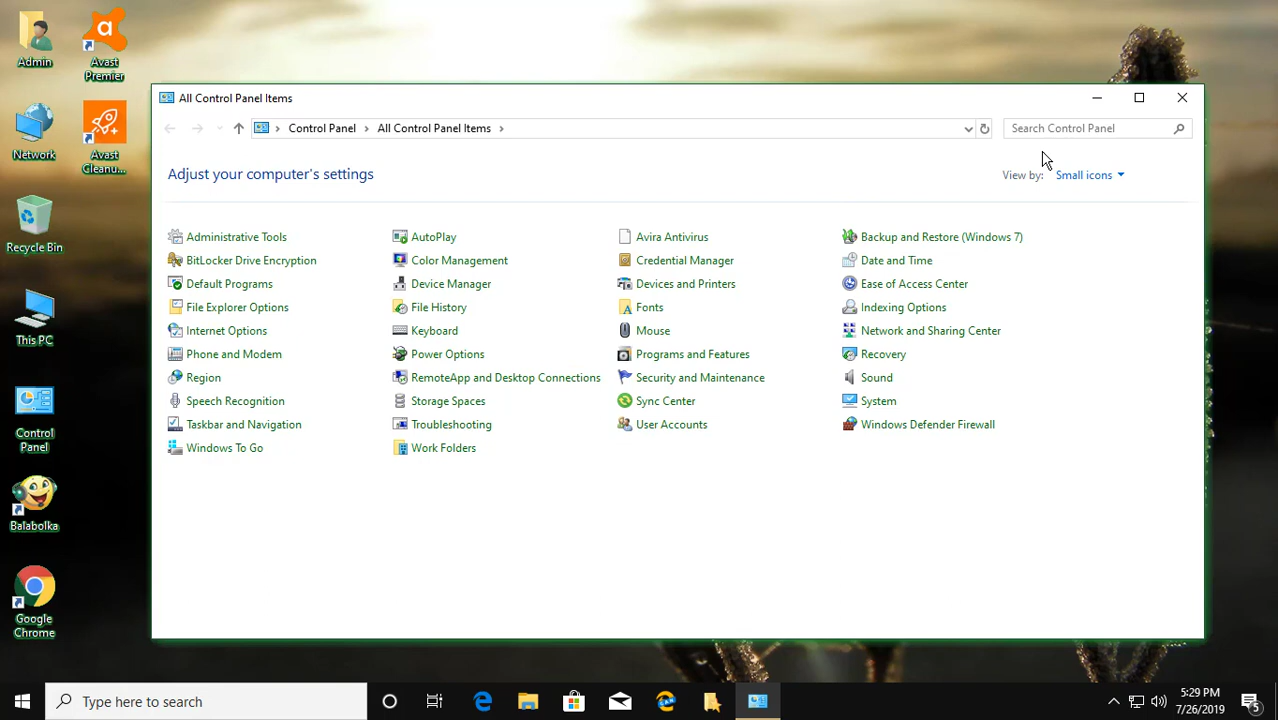 Admin
Avast
Premier
Network
Avast
Cleanu...
Recycle Bin
This PC
Control
Panel
Balabolka
Google
Chrome
All Control Panel Items
Control Panel > All Control Panel Items >
Search Control Panel
Adjust your computer's settings
View by: Small icons
Administrative Tools
AutoPlay
Avira Antivirus
Backup and Restore (Windows 7)
BitLocker Drive Encryption
Color Management
Credential Manager
Date and Time
Default Programs
Device Manager
Devices and Printers
Ease of Access Center
File Explorer Options
File History
Fonts
Indexing Options
Internet Options
Keyboard
Mouse
Network and Sharing Center
Phone and Modem
Power Options
Programs and Features
Recovery
Region
RemoteApp and Desktop Connections
Security and Maintenance
Sound
Speech Recognition
Storage Spaces
Sync Center
System
Taskbar and Navigation
Troubleshooting
User Accounts
Windows Defender Firewall
Windows To Go
Work Folders
Type here to search
5:29 PM
7/26/2019
5